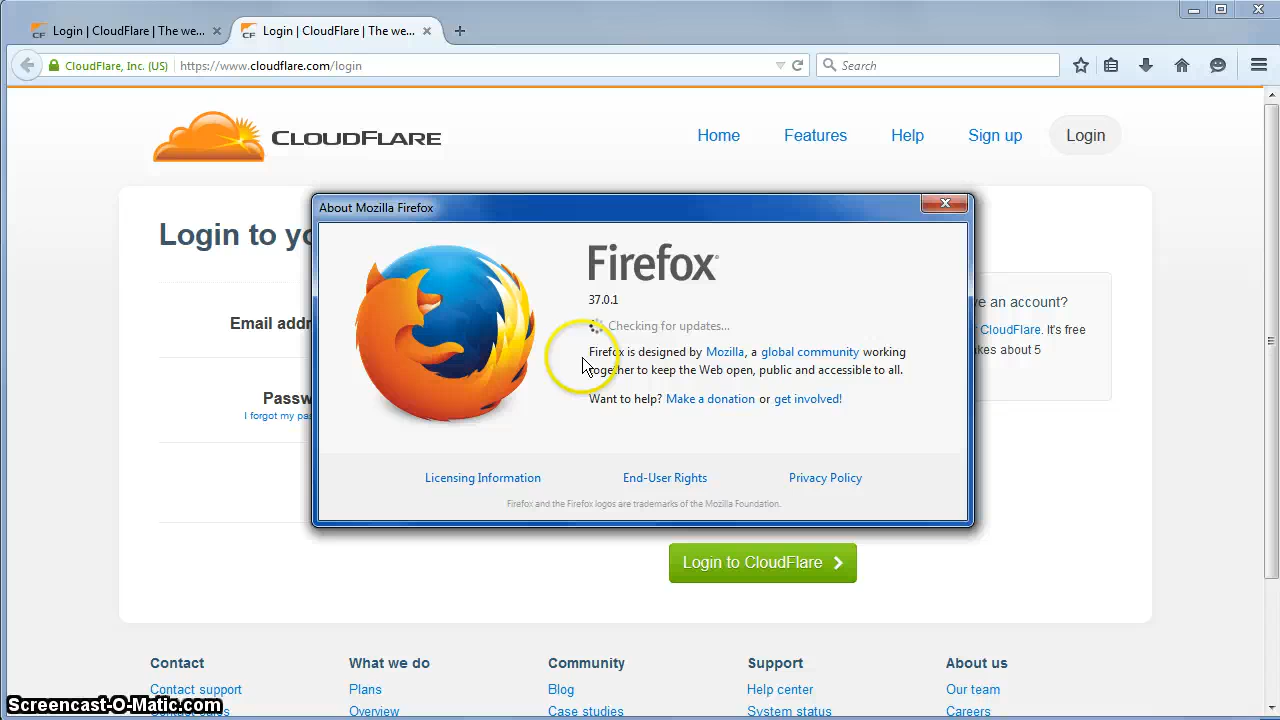 Login | CloudFlare | The we...
Login | CloudFlare | The we...
CloudFlare, Inc. (US)
https://www.cloudflare.com/login
Search
CLOUDFLARE
Home
Features
Help
Sign up
Login
Login to yo
About Mozilla Firefox
Firefox
37.0.1
Checking for updates...
Firefox is designed by Mozilla, a global community working
together to keep the Web open, public and accessible to all.
Want to help? Make a donation or get involved!
Licensing Information
End-User Rights
Privacy Policy
Firefox and the Firefox logos are trademarks of the Mozilla Foundation.
Email addr
Passw
I forgot my pas
ve an account?
CloudFlare. It's free
kes about 5
Login to CloudFlare
Contact
What we do
Community
Support
About us
Contact support
Plans
Blog
Help center
Our team
Contact sales
Overview
Case studies
System status
Careers
Screencast-O-Matic.com